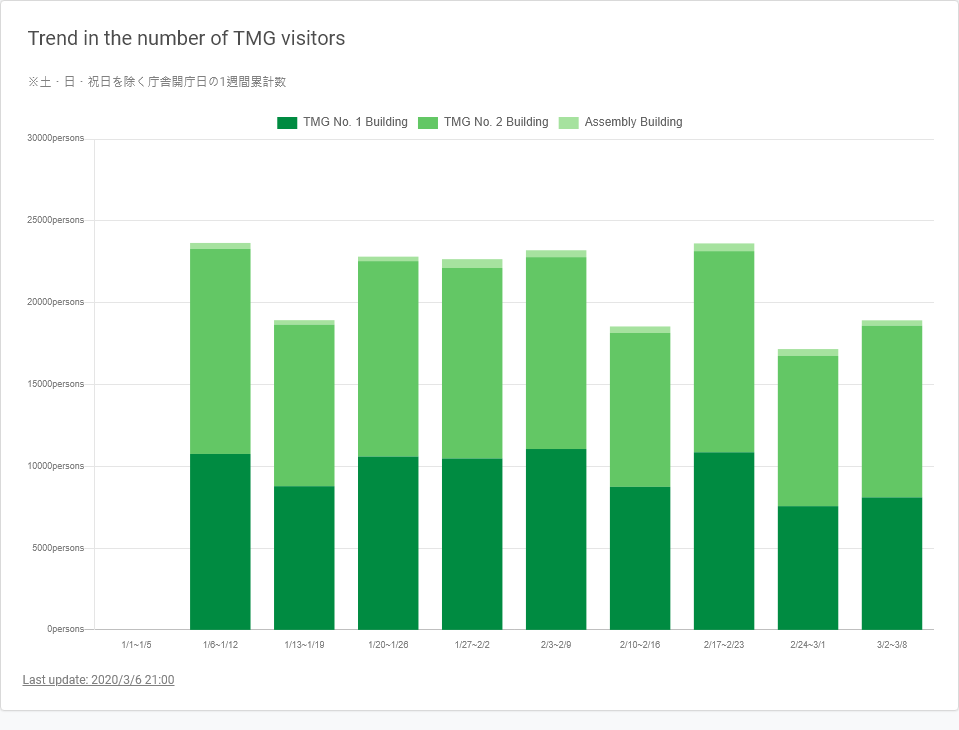 Trend in the number of TMG visitors
※土・日・祝日を除く庁舎開庁日の1週間累計数
TMG No. 1 Building TMG No. 2 Building Assembly Building
30000persons
25000persons
20000persons
15000persons
10000persons
5000persons
0persons
1/1~1/5 1/6~1/12 1/13~1/19 1/20~1/26 1/27~2/2 2/3~2/9 2/10~2/16 2/17~2/23 2/24~3/1 3/2~3/8
Last update: 2020/3/6 21:00